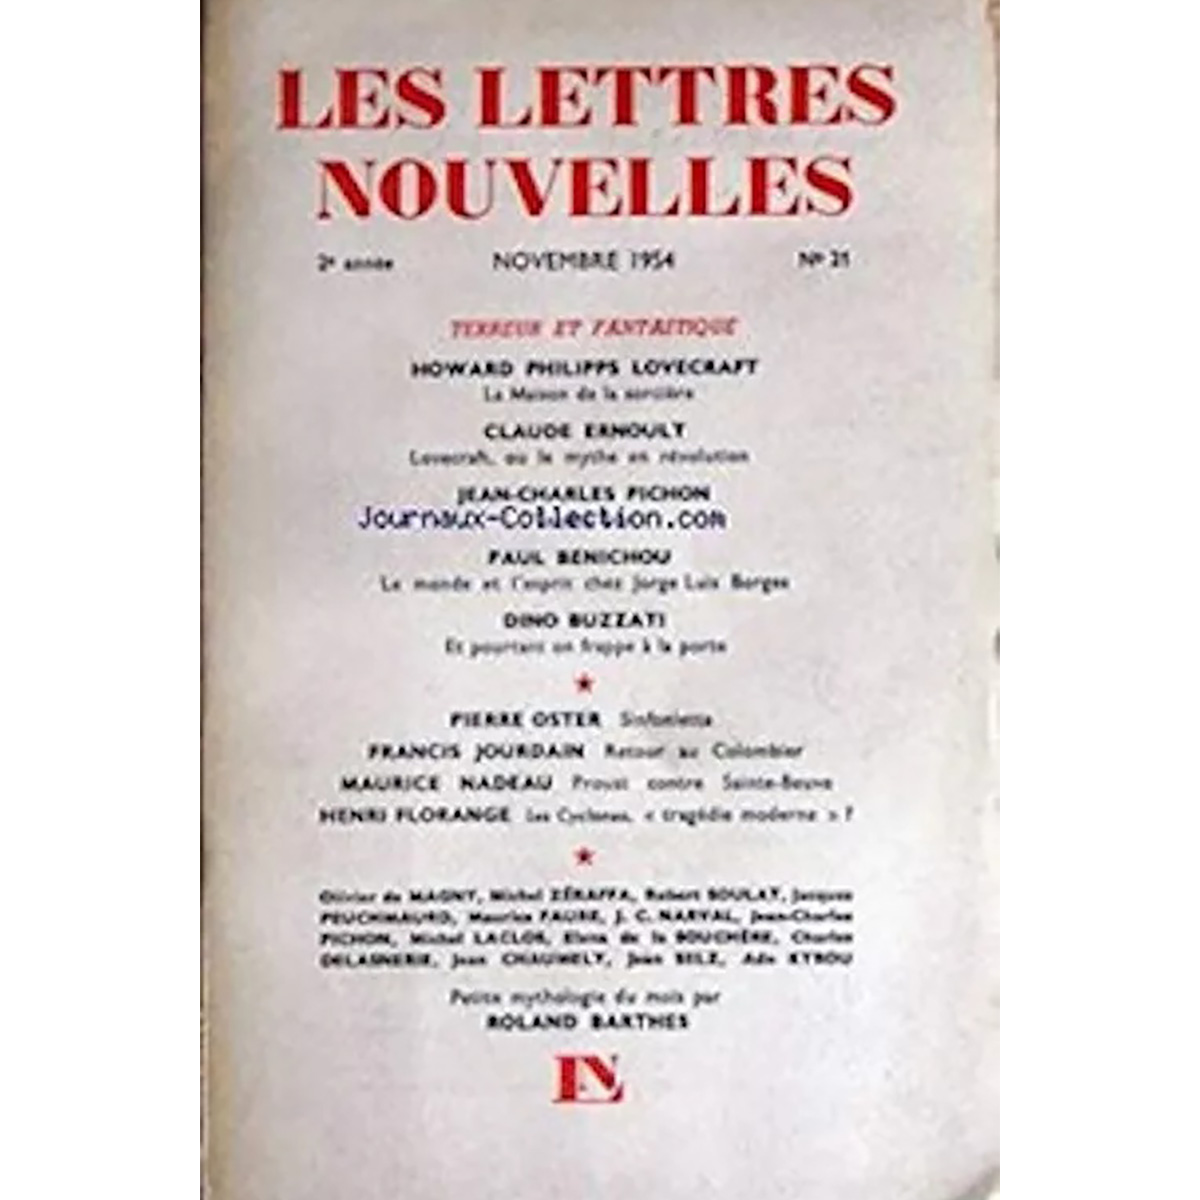 LES LETTRES
NOUVELLES
2e année NOVEMBRE 1954 No 21
TERREUR ET FANTASTIQUE
HOWARD PHILIPPS LOVECRAFT
La Maison de la sorcière
CLAUDE ERNOULT
Lovecraft, ou le mythe en révolution
JEAN-CHARLES PICHON
Journaux-Collection.com
PAUL BENICHOU
Le monde et l'esprit chez Jorge Luis Borges
DINO BUZZATI
Et pourtant on frappe à la porte
★
PIERRE OSTER Sinfonietta
FRANCIS JOURDAIN Retour au Colombier
MAURICE NADEAU Proust contre Sainte-Beuve
HENRI FLORANGE Les Cyclones, « tragédie moderne » ?
★
Olivier de MAGNY, Michel ZÉRAFFA, Robert SOULAT, Jacques
PEUCHMAURD, Maurice FAURE, J. C. NARVAL, Jean-Charles
PICHON, Michel LACLOS, Elena de la SOUCHÈRE, Charles
DELASNERIE, Jean CHAUMELY, Jean SELZ, Ado KYROU
Petite mythologie du mois par
ROLAND BARTHES
LN